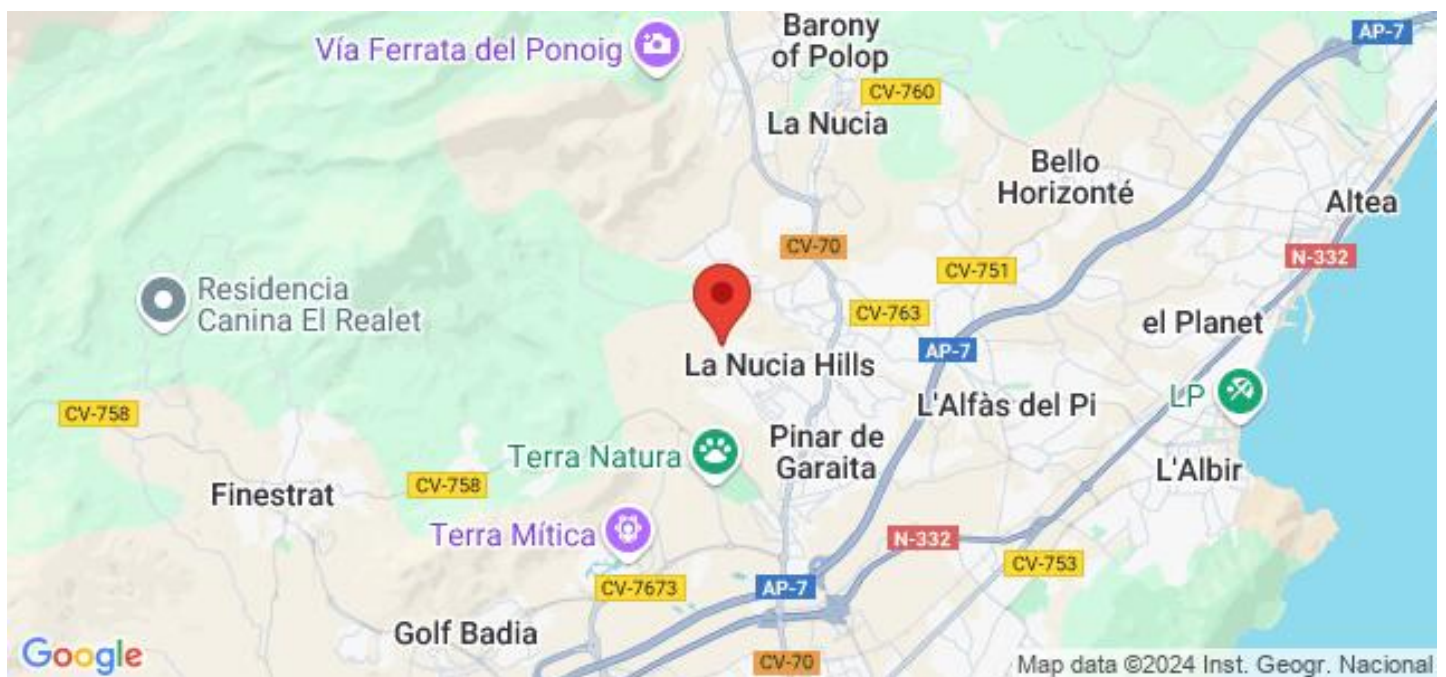 Barony
of Polop
AP-7
Vía Ferrata del Ponoig
CV-760
La Nucia
Bello
Horizonté
Altea
CV-70
N-332
CV-751
Residencia
Canina El Realet
CV-763
el Planet
AP-7
La Nucia Hills
LP
CV-758
L'Alfàs del Pi
Terra Natura
Pinar de
Garaita
L'Albir
CV-758
Finestrat
Terra Mítica
N-332
CV-753
CV-7673
AP-7
Golf Badia
Google
CV-70
Map data ©2024 Inst. Geogr. Nacional